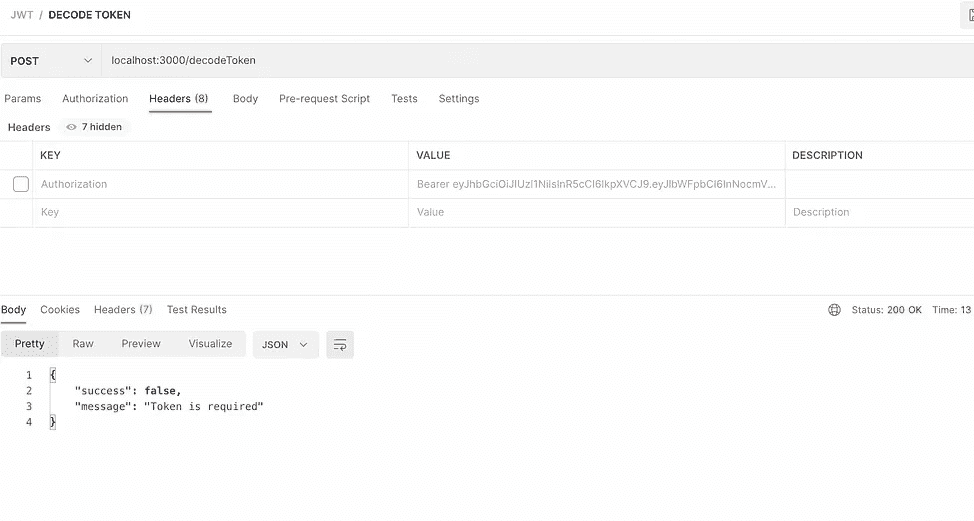 JWT / DECODE TOKEN
POST localhost:3000/decodeToken
Params Authorization Headers (8) Body Pre-request Script Tests Settings
Headers 7 hidden
KEY VALUE DESCRIPTION
Authorization Bearer eyJhbGciOiJIUzI1NiIsInR5cCI6IkpXVCJ9.eyJlbWFpbCI6InNocmV...
Key Value Description
Body Cookies Headers (7) Test Results Status: 200 OK Time: 13
Pretty Raw Preview Visualize JSON
1 {
2 "success": false,
3 "message": "Token is required"
4 }